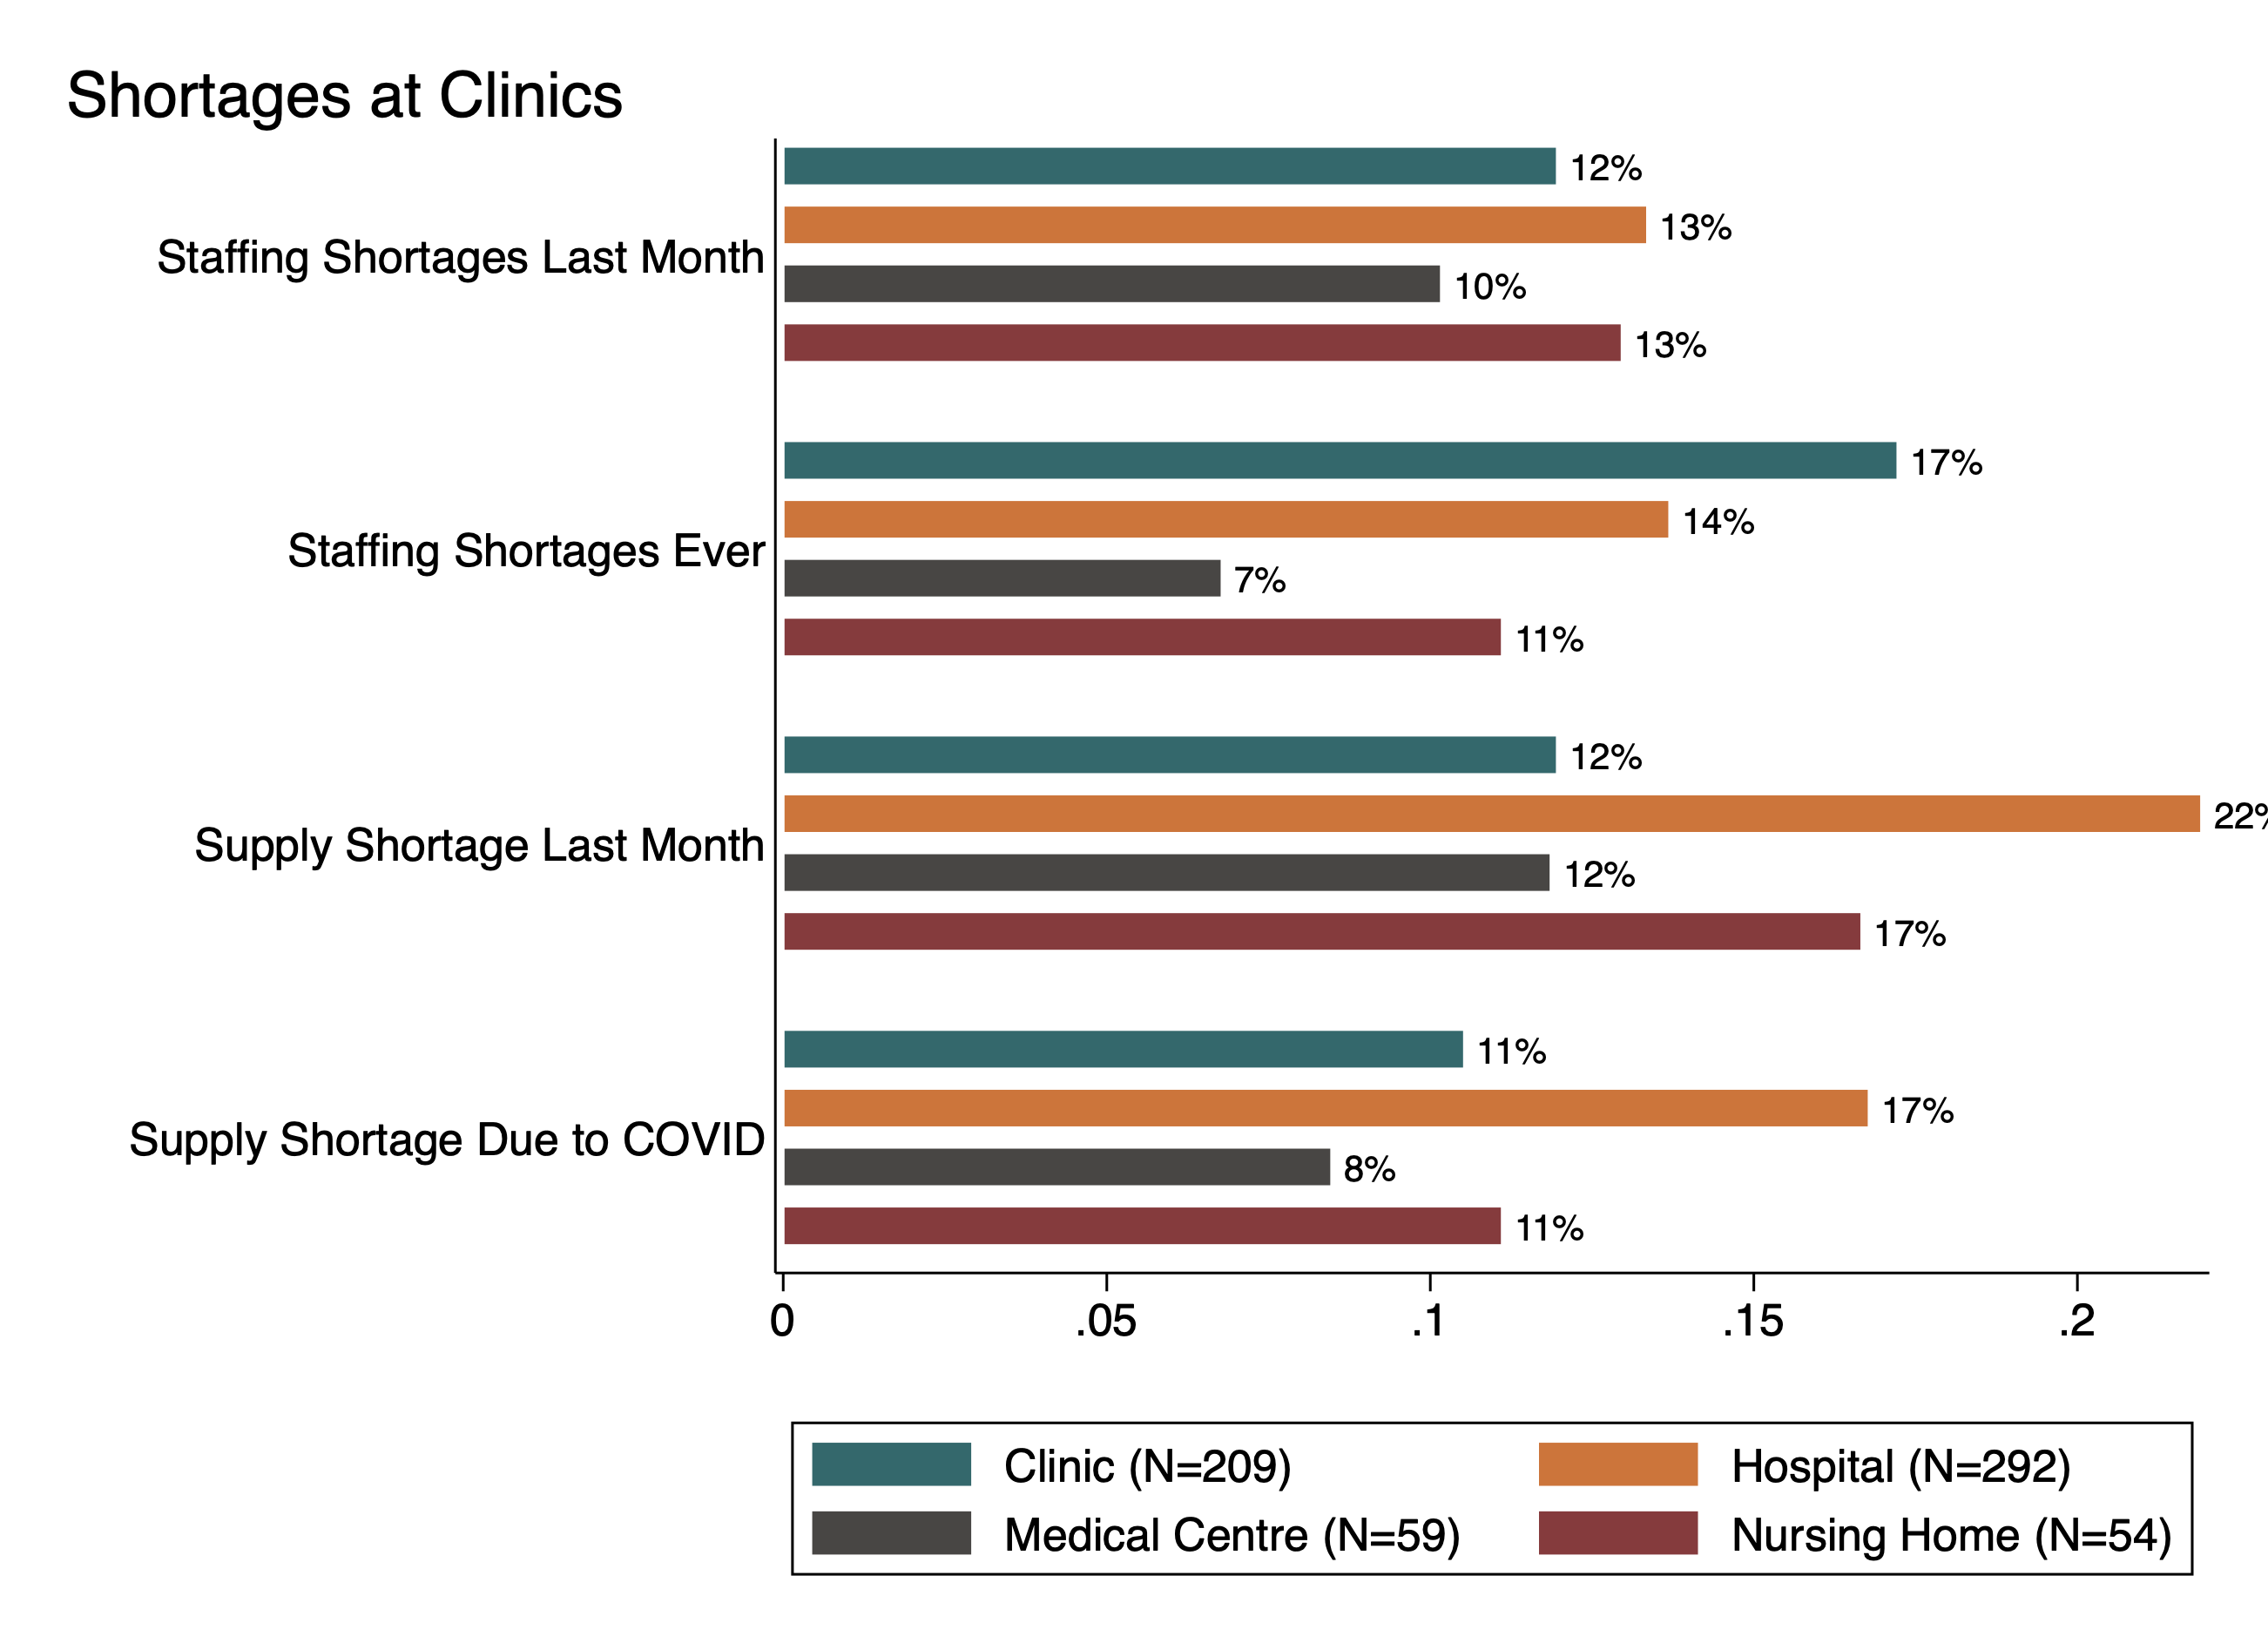 Shortages at Clinics
Staffing Shortages Last Month
12%
13%
10%
13%
Staffing Shortages Ever
17%
14%
7%
11%
Supply Shortage Last Month
12%
22%
12%
17%
Supply Shortage Due to COVID
11%
17%
8%
11%
0 .05 .1 .15 .2
Clinic (N=209) Hospital (N=292)
Medical Centre (N=59) Nursing Home (N=54)